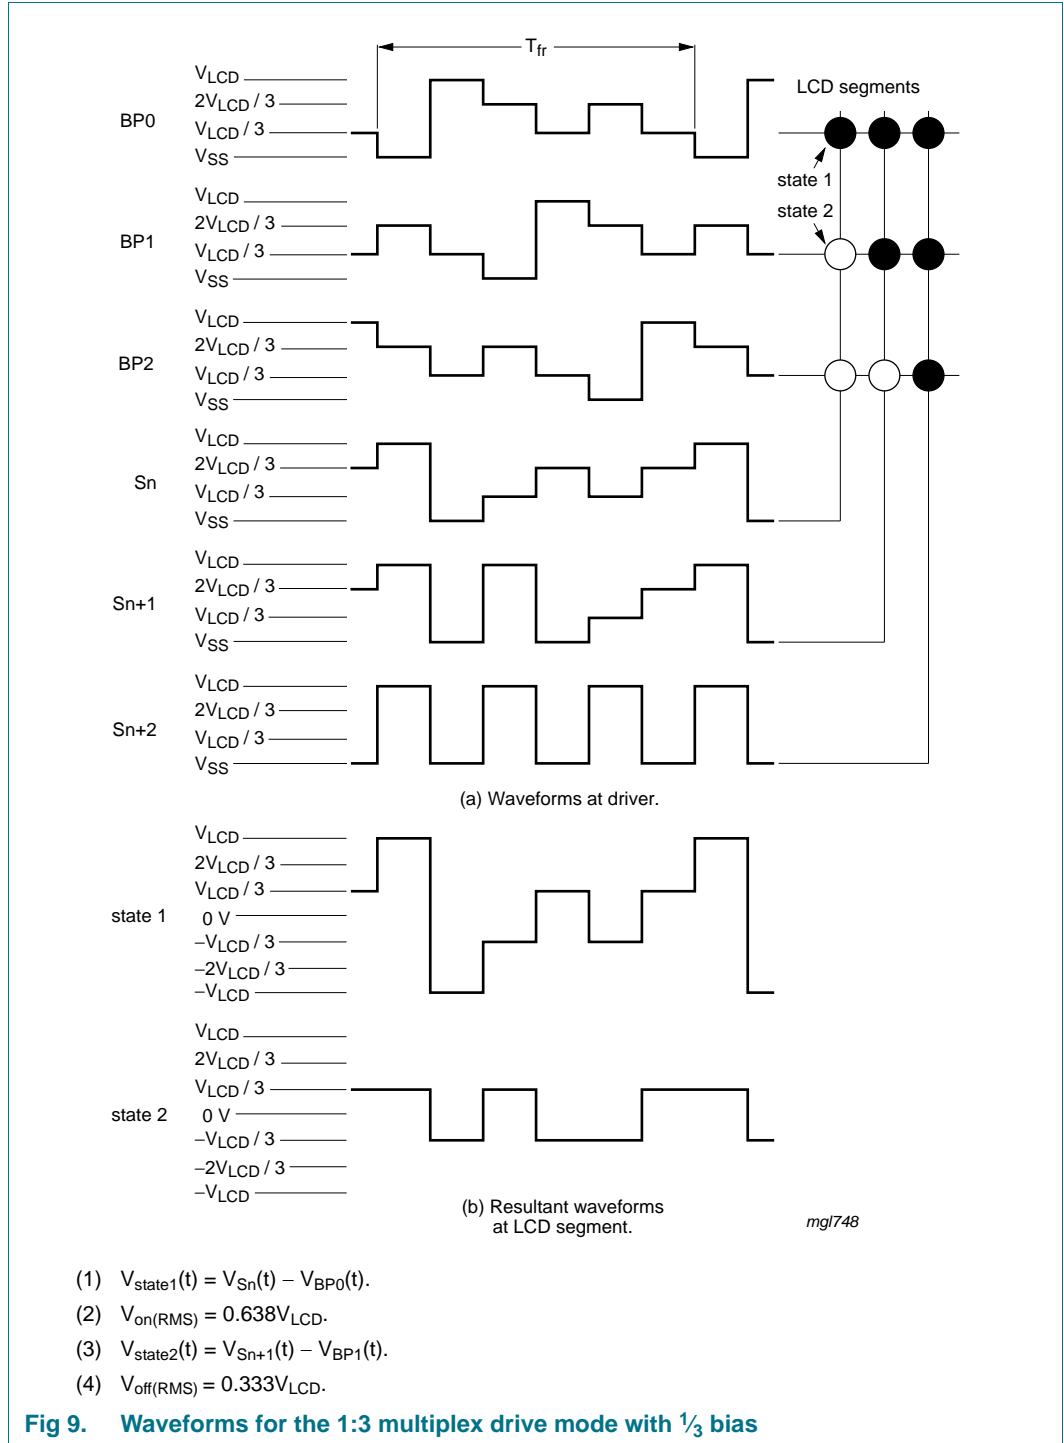 Tfr
BP0
VLCD
2VLCD / 3
VLCD / 3
VSS
LCD segments
state 1
state 2
BP1
VLCD
2VLCD / 3
VLCD / 3
VSS
BP2
VLCD
2VLCD / 3
VLCD / 3
VSS
Sn
VLCD
2VLCD / 3
VLCD / 3
VSS
Sn+1
VLCD
2VLCD / 3
VLCD / 3
VSS
Sn+2
VLCD
2VLCD / 3
VLCD / 3
VSS
(a) Waveforms at driver.
state 1
VLCD
2VLCD / 3
VLCD / 3
0 V
−VLCD / 3
−2VLCD / 3
−VLCD
state 2
VLCD
2VLCD / 3
VLCD / 3
0 V
−VLCD / 3
−2VLCD / 3
−VLCD
(b) Resultant waveforms
at LCD segment.
mgl748
(1) Vstate1(t) = VSn(t) − VBP0(t).
(2) Von(RMS) = 0.638VLCD.
(3) Vstate2(t) = VSn+1(t) − VBP1(t).
(4) Voff(RMS) = 0.333VLCD.
Fig 9. Waveforms for the 1:3 multiplex drive mode with 1⁄3 bias